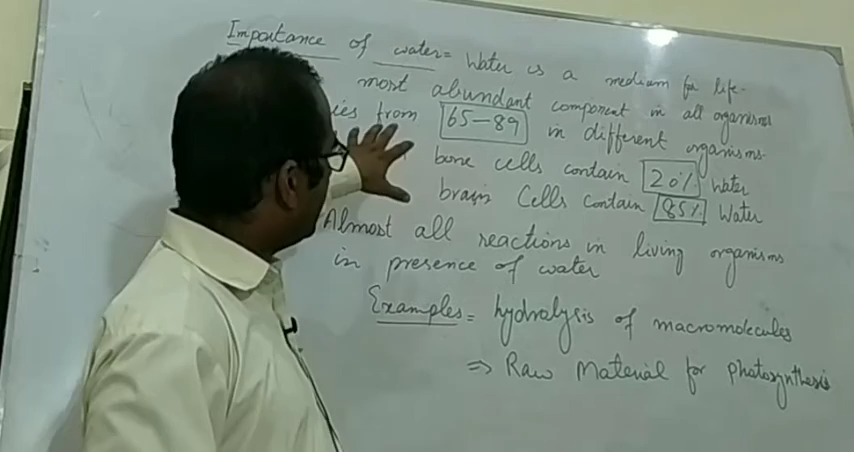 Importance of water= Water is a medium for life.
most abundant component in all organisms
ies from 65-89 in different organisms.
bone cells contain 20% Water
brain Cells contain 85% Water
Almost all reactions in living organisms
in presence of water
Examples= hydralysis of macromolecules
⇒ Raw Material for photosynthesis